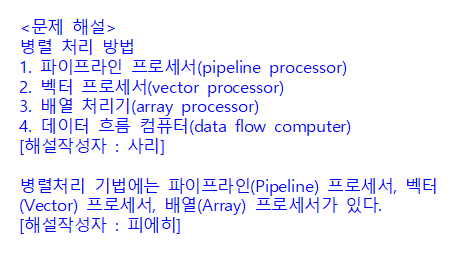 <문제 해설>
병렬 처리 방법
1. 파이프라인 프로세서(pipeline processor)
2. 벡터 프로세서(vector processor)
3. 배열 처리기(array processor)
4. 데이터 흐름 컴퓨터(data flow computer)
[해설작성자 : 사리]

병렬처리 기법에는 파이프라인(Pipeline) 프로세서, 벡터
(Vector) 프로세서, 배열(Array) 프로세서가 있다.
[해설작성자 : 피에히]